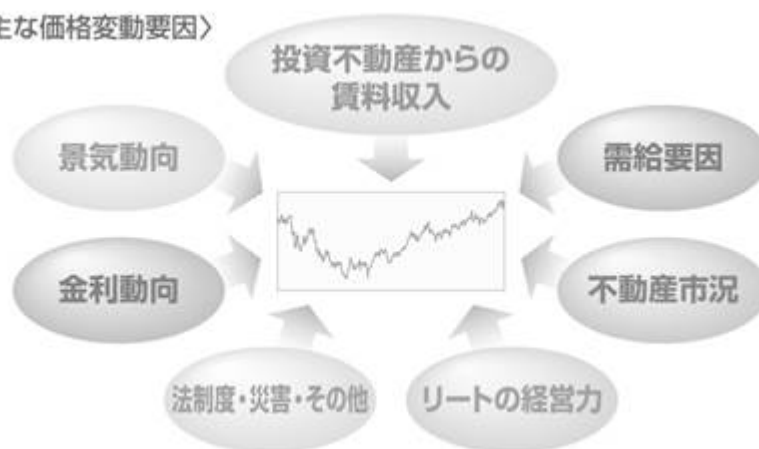 主な価格変動要因〉
投資不動産からの
賃料収入
景気動向
需給要因
金利動向
不動産市況
法制度・災害・その他
リートの経営力